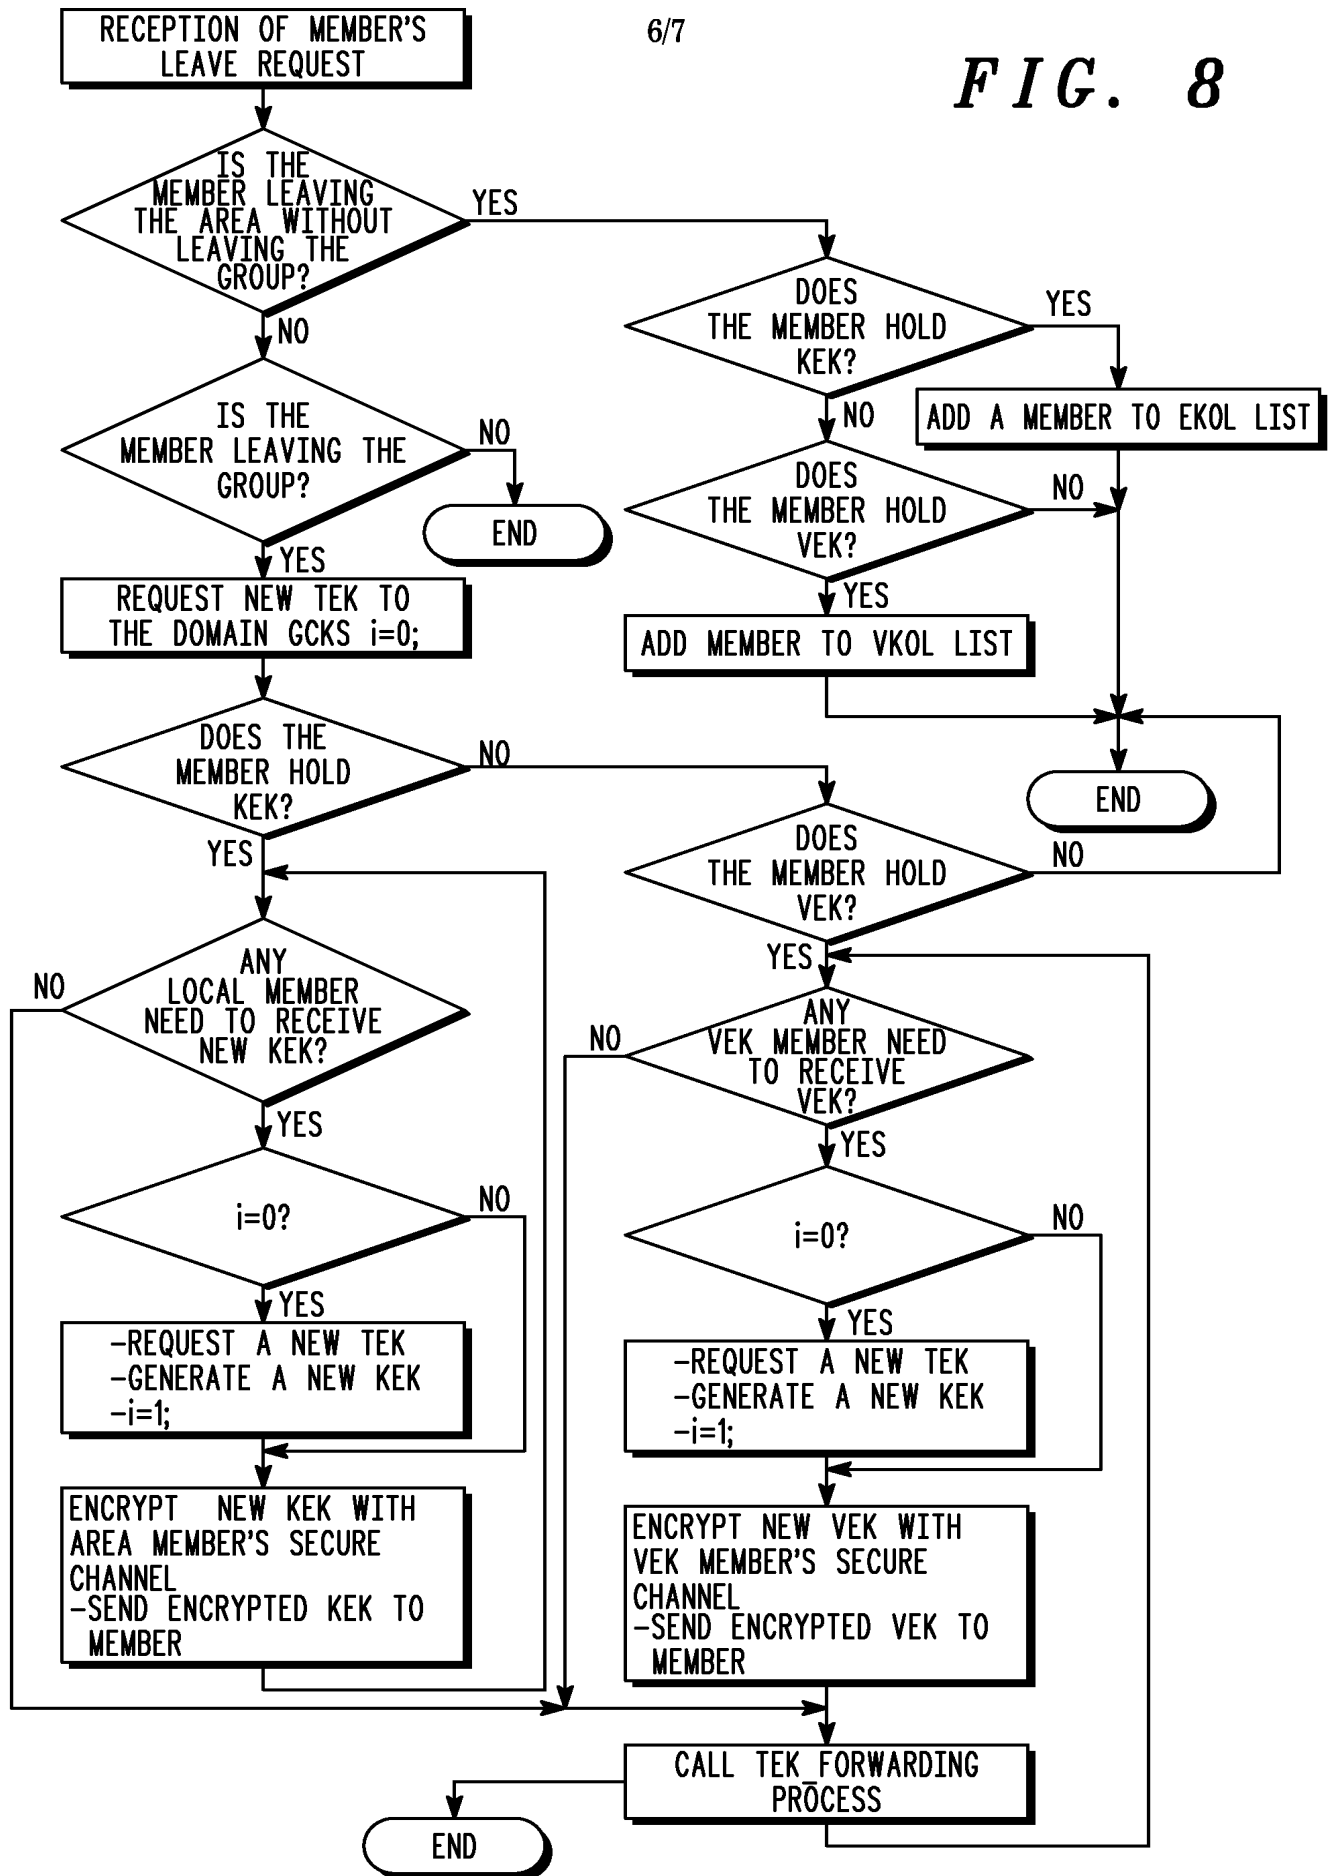 6/7
FIG. 8
RECEPTION OF MEMBER'S
LEAVE REQUEST
IS THE
MEMBER LEAVING
THE AREA WITHOUT
LEAVING THE
GROUP?
YES
NO
DOES
THE MEMBER HOLD
KEK?
YES
NO
ADD A MEMBER TO EKOL LIST
IS THE
MEMBER LEAVING THE
GROUP?
NO
END
YES
DOES
THE MEMBER HOLD
VEK?
NO
YES
ADD MEMBER TO VKOL LIST
END
REQUEST NEW TEK TO
THE DOMAIN GCKS i=0;
DOES THE
MEMBER HOLD
KEK?
NO
YES
DOES
THE MEMBER HOLD
VEK?
NO
YES
ANY
LOCAL MEMBER
NEED TO RECEIVE
NEW KEK?
NO
YES
ANY
VEK MEMBER NEED
TO RECEIVE
VEK?
NO
YES
i=0?
NO
YES
i=0?
NO
YES
-REQUEST A NEW TEK
-GENERATE A NEW KEK
-i=1;
-REQUEST A NEW TEK
-GENERATE A NEW KEK
-i=1;
ENCRYPT NEW KEK WITH
AREA MEMBER'S SECURE
CHANNEL
-SEND ENCRYPTED KEK TO
MEMBER
ENCRYPT NEW VEK WITH
VEK MEMBER'S SECURE
CHANNEL
-SEND ENCRYPTED VEK TO
MEMBER
CALL TEK_FORWARDING
PROCESS
END